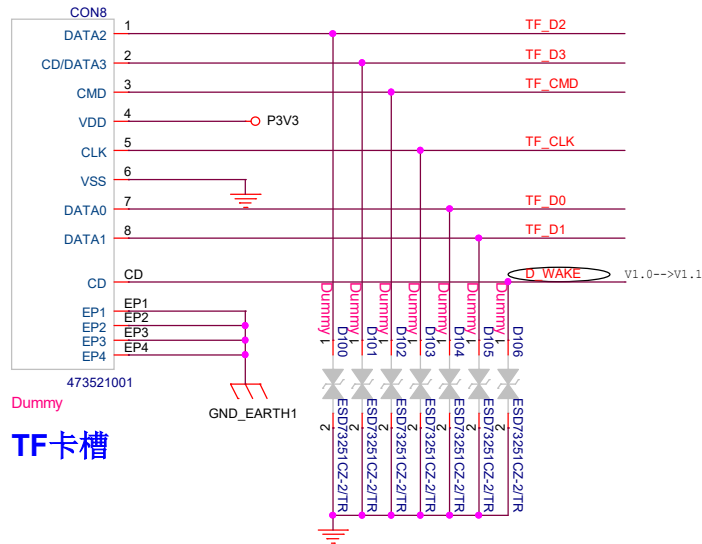 CON8
DATA2 1 TF_D2
CD/DATA3 2 TF_D3
CMD 3 TF_CMD
VDD 4 P3V3
CLK 5 TF_CLK
VSS 6
DATA0 7 TF_D0
DATA1 8 TF_D1
CD CD D_WAKE V1.0-->V1.1
EP1 EP1
EP2 EP2
EP3 EP3
EP4 EP4
473521001
Dummy
TF卡槽
GND_EARTH1
Dummy 1 D100 2 ESD73251CZ-2/TR
Dummy 1 D101 2 ESD73251CZ-2/TR
Dummy 1 D102 2 ESD73251CZ-2/TR
Dummy 1 D103 2 ESD73251CZ-2/TR
Dummy 1 D104 2 ESD73251CZ-2/TR
Dummy 1 D105 2 ESD73251CZ-2/TR
Dummy 1 D106 2 ESD73251CZ-2/TR